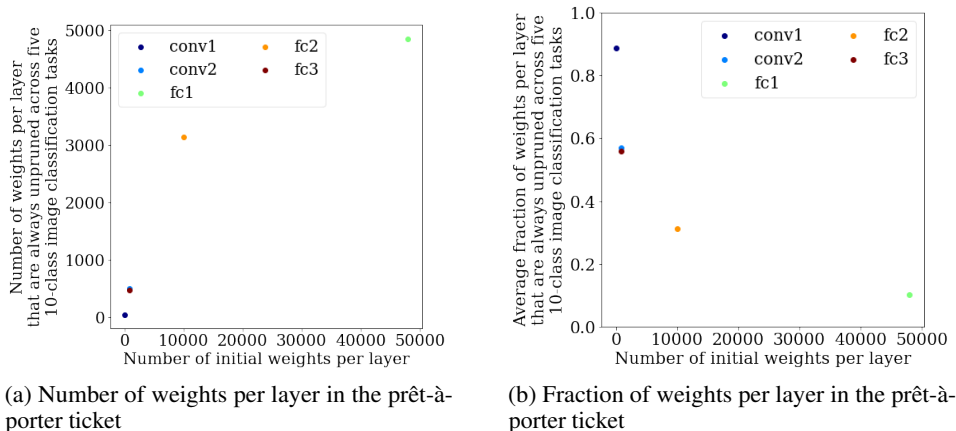 Number of weights per layer
that are always unpruned across five
10-class image classification tasks
5000
4000
3000
2000
1000
0
conv1
conv2
fc1
fc2
fc3
0 10000 20000 30000 40000 50000
Number of initial weights per layer
(a) Number of weights per layer in the prêt-à-
porter ticket
Average fraction of weights per layer
that are always unpruned across five
10-class image classification tasks
1.0
0.8
0.6
0.4
0.2
0.0
conv1
conv2
fc1
fc2
fc3
0 10000 20000 30000 40000 50000
Number of initial weights per layer
(b) Fraction of weights per layer in the prêt-à-
porter ticket